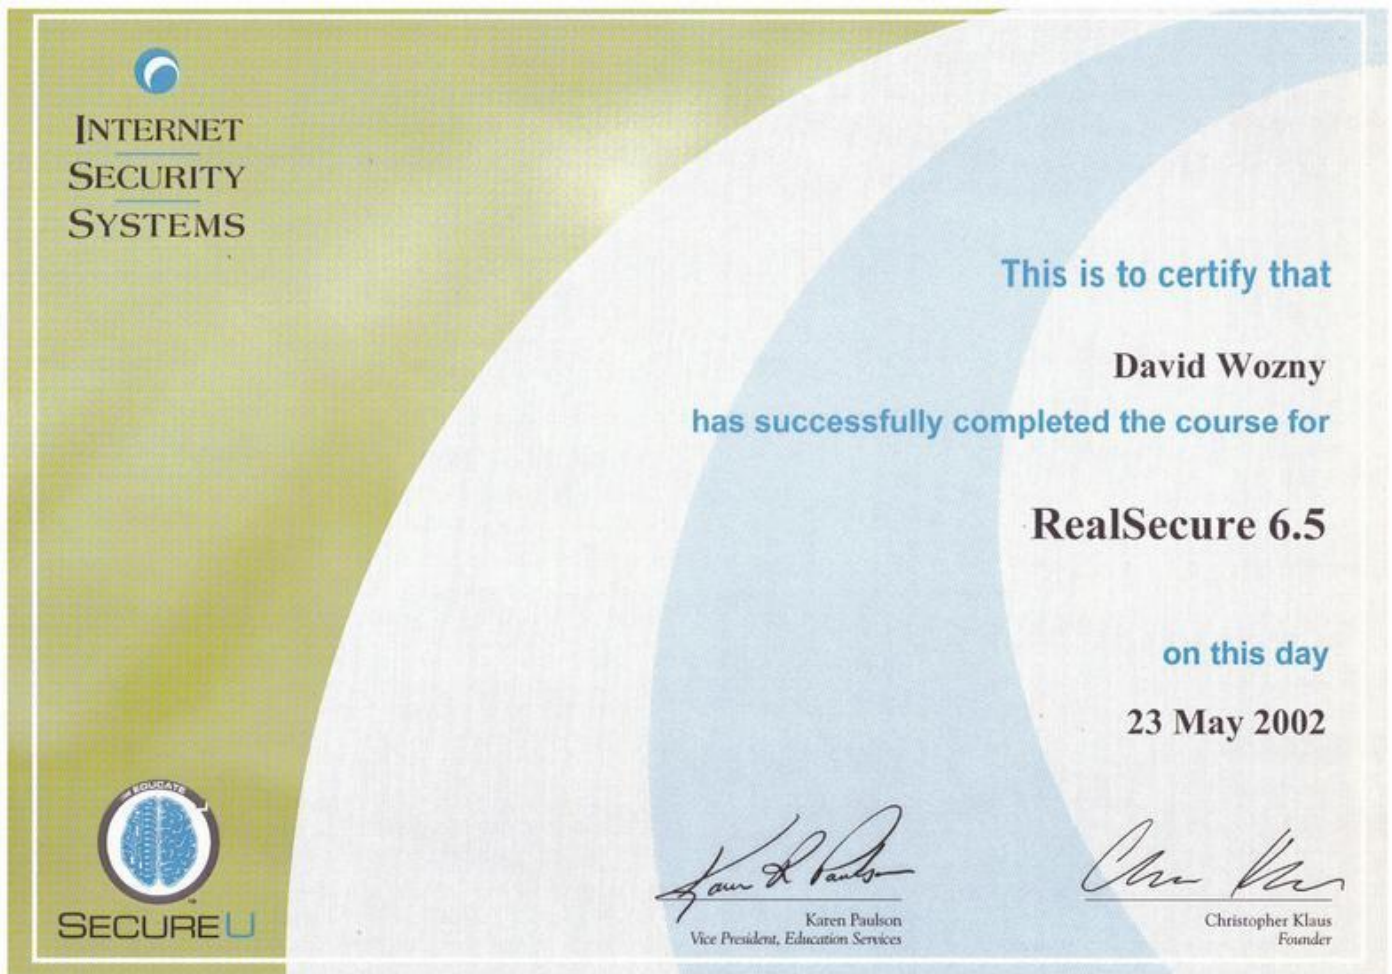 INTERNET
SECURITY
SYSTEMS
This is to certify that
David Wozny
has successfully completed the course for
RealSecure 6.5
on this day
23 May 2002
EDUCATE
SECUREU
Karen Paulson
Vice President, Education Services
Christopher Klaus
Founder